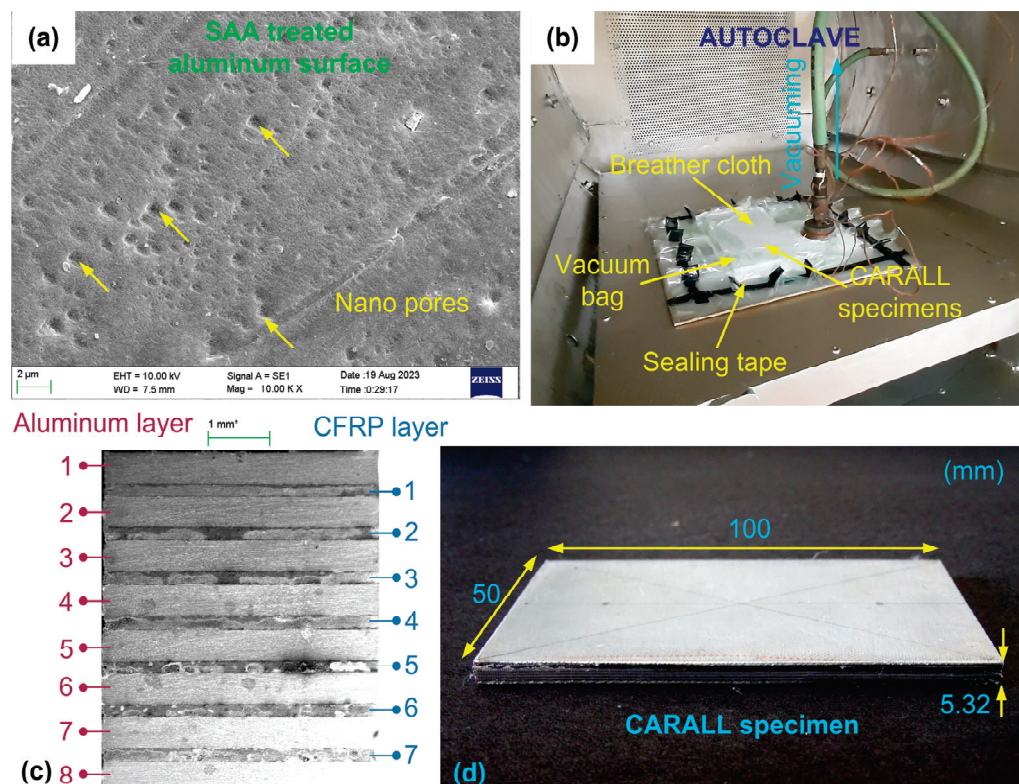 (a)
SAA treated
aluminum surface
Nano pores
2 µm
EHT = 10.00 kV
WD = 7.5 mm
Signal A = SE1
Mag = 10.00 K X
Date :19 Aug 2023
Time :0:29:17
ZEISS
(b)
AUTOCLAVE
Vacuuming
Breather cloth
Vacuum
bag
CARALL
specimens
Sealing tape
Aluminum layer
1 mm
CFRP layer
1
2
3
4
5
6
7
8
1
2
3
4
5
6
7
(c)
(mm)
100
50
5.32
CARALL specimen
(d)